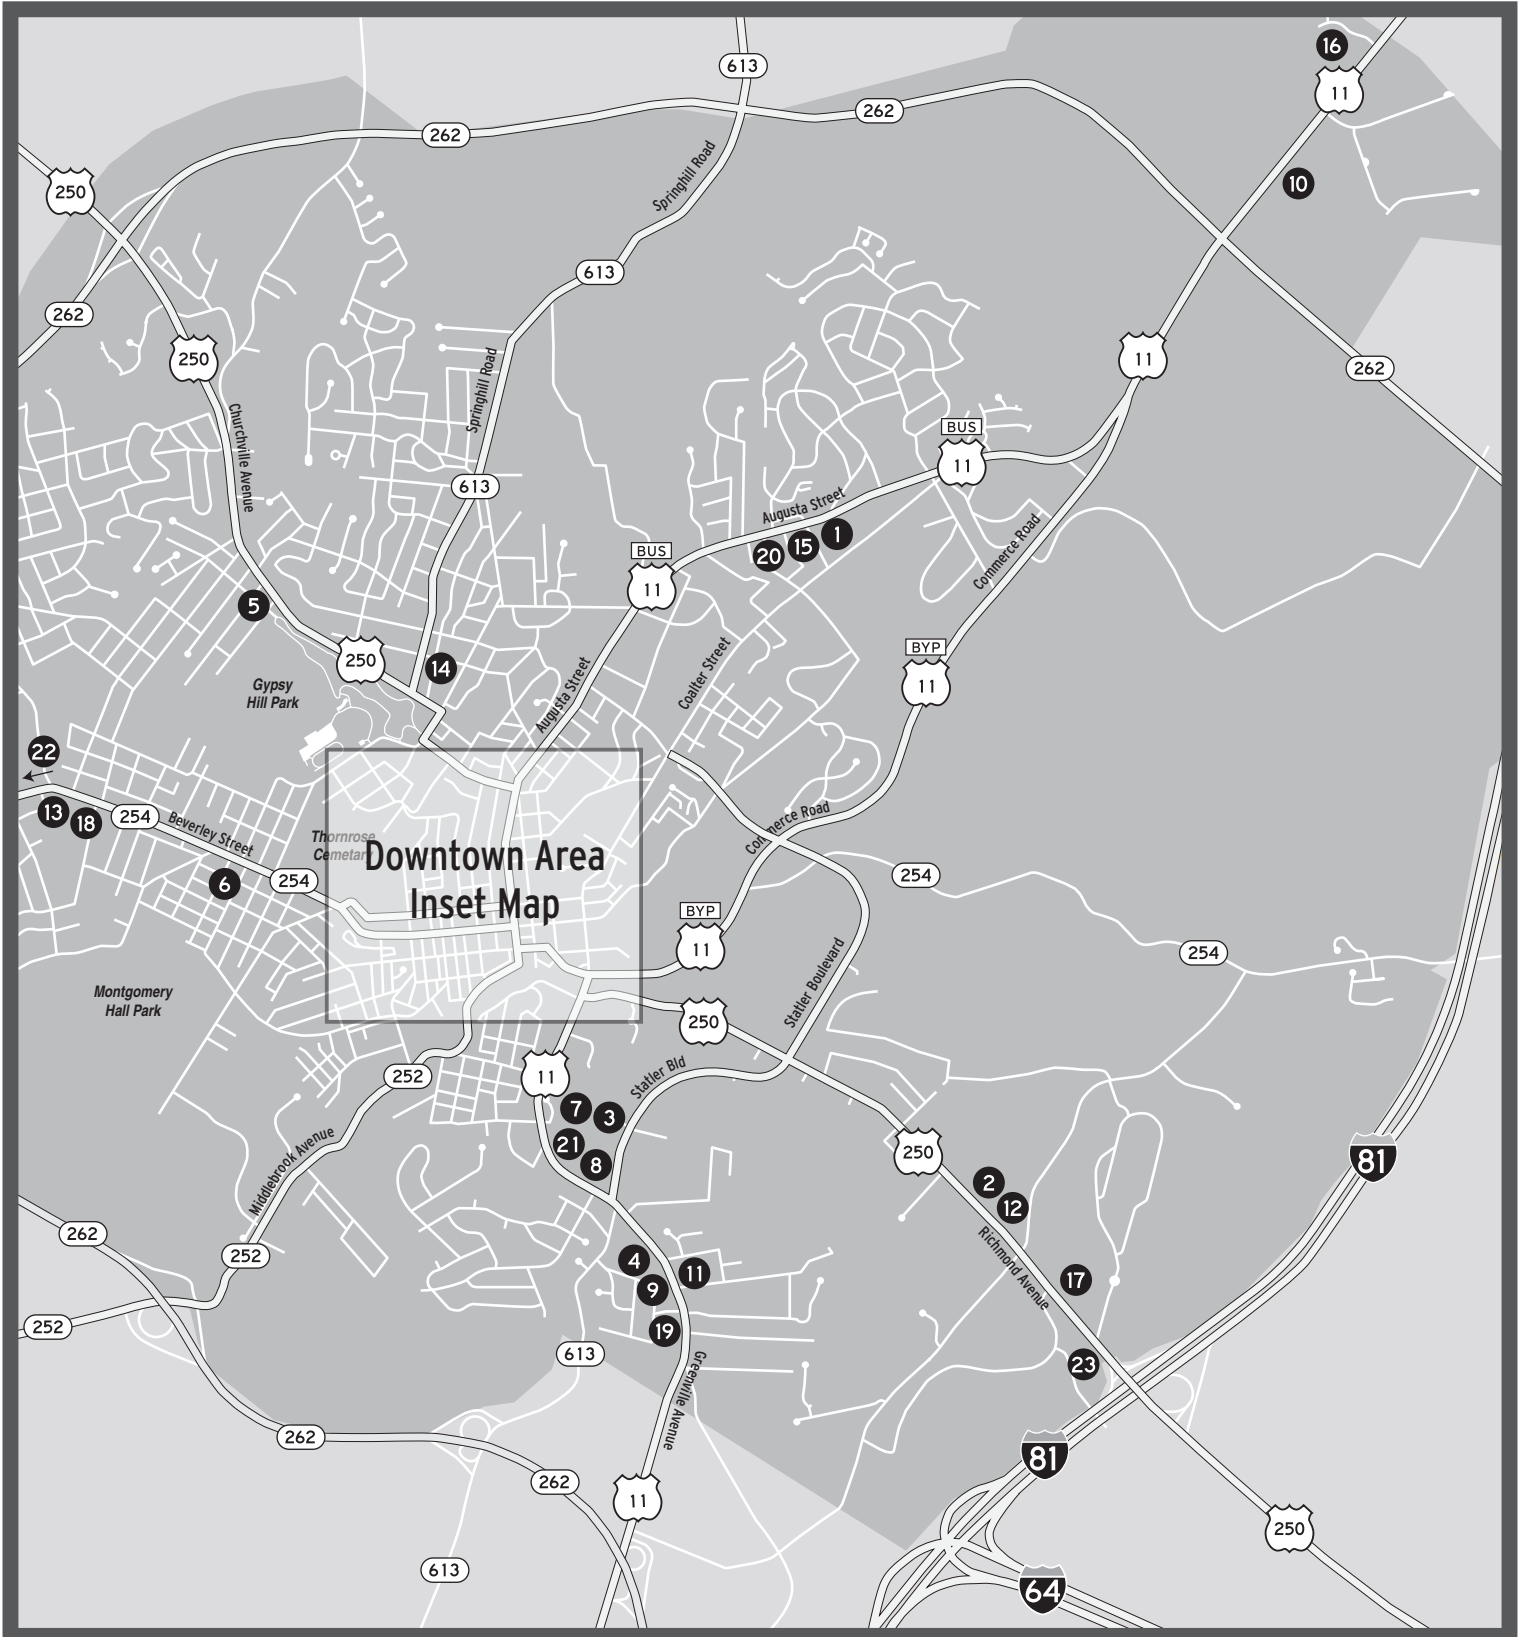 613
16
11
262
262
Springhill Road
10
250
613
262
11
250
262
Springhill Road
Churchville Avenue
BUS
11
613
Augusta Street
1
15
20
BUS
11
Commerce Road
5
BYP
11
250
14
Coalter Street
Augusta Street
Gypsy
Hill Park
22
13
18
254
Beverley Street
Thornrose
Cemetary
Commerce Road
Downtown Area
Inset Map
6
254
254
BYP
11
254
Statler Boulevard
Montgomery
Hall Park
250
252
11
Statler Bld
7
3
21
8
250
81
Middlebrook Avenue
2
12
262
252
4
11
9
Richmond Avenue
17
252
19
613
23
Greenville Avenue
262
81
262
11
250
613
64